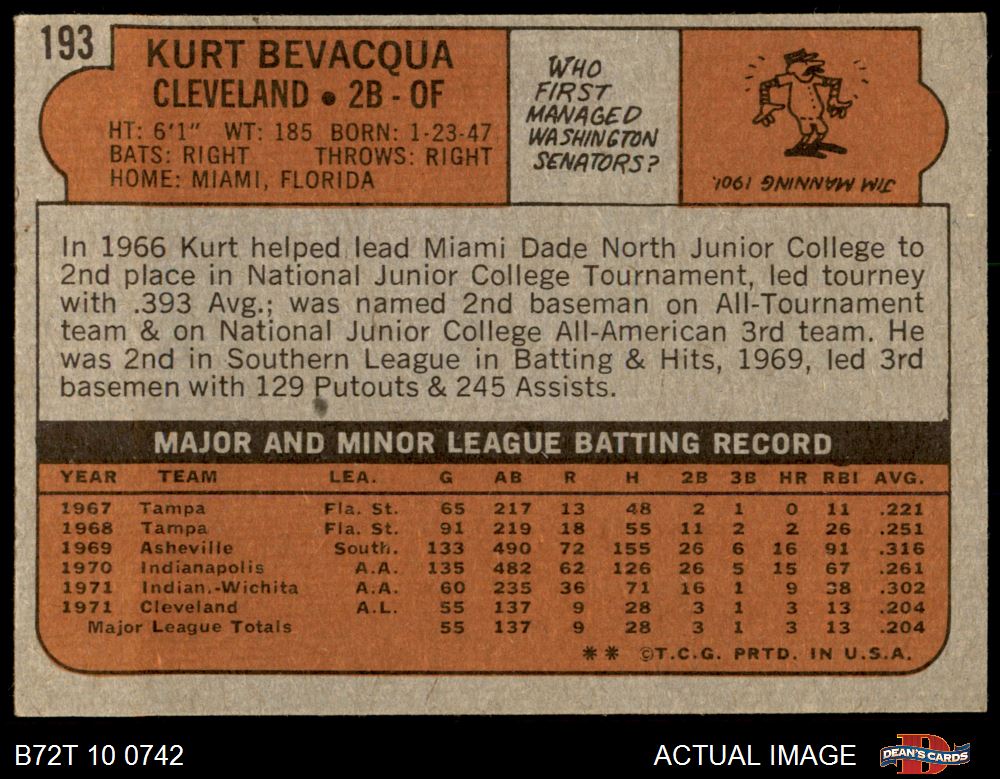 193
KURT BEVACQUA
CLEVELAND • 2B - OF
HT: 6'1" WT: 185 BORN: 1-23-47
BATS: RIGHT THROWS: RIGHT
HOME: MIAMI, FLORIDA
WHO
FIRST
MANAGED
WASHINGTON
SENATORS?
JIM MANNING 1901.
In 1966 Kurt helped lead Miami Dade North Junior College to
2nd place in National Junior College Tournament, led tourney
with .393 Avg.; was named 2nd baseman on All-Tournament
team & on National Junior College All-American 3rd team. He
was 2nd in Southern League in Batting & Hits, 1969, led 3rd
basemen with 129 Putouts & 245 Assists.
MAJOR AND MINOR LEAGUE BATTING RECORD
YEAR TEAM LEA. G AB R H 2B 3B HR RBI AVG.
1967 Tampa Fla. St. 65 217 13 48 2 1 0 11 .221
1968 Tampa Fla. St. 91 219 18 55 11 2 2 26 .251
1969 Asheville South. 133 490 72 155 26 6 16 91 .316
1970 Indianapolis A.A. 135 482 62 126 26 5 15 67 .261
1971 Indian.-Wichita A.A. 60 235 36 71 16 1 9 38 .302
1971 Cleveland A.L. 55 137 9 28 3 1 3 13 .204
Major League Totals 55 137 9 28 3 1 3 13 .204
** ©T.C.G. PRTD. IN U.S.A.
B72T 10 0742
ACTUAL IMAGE
DEAN'S CARDS